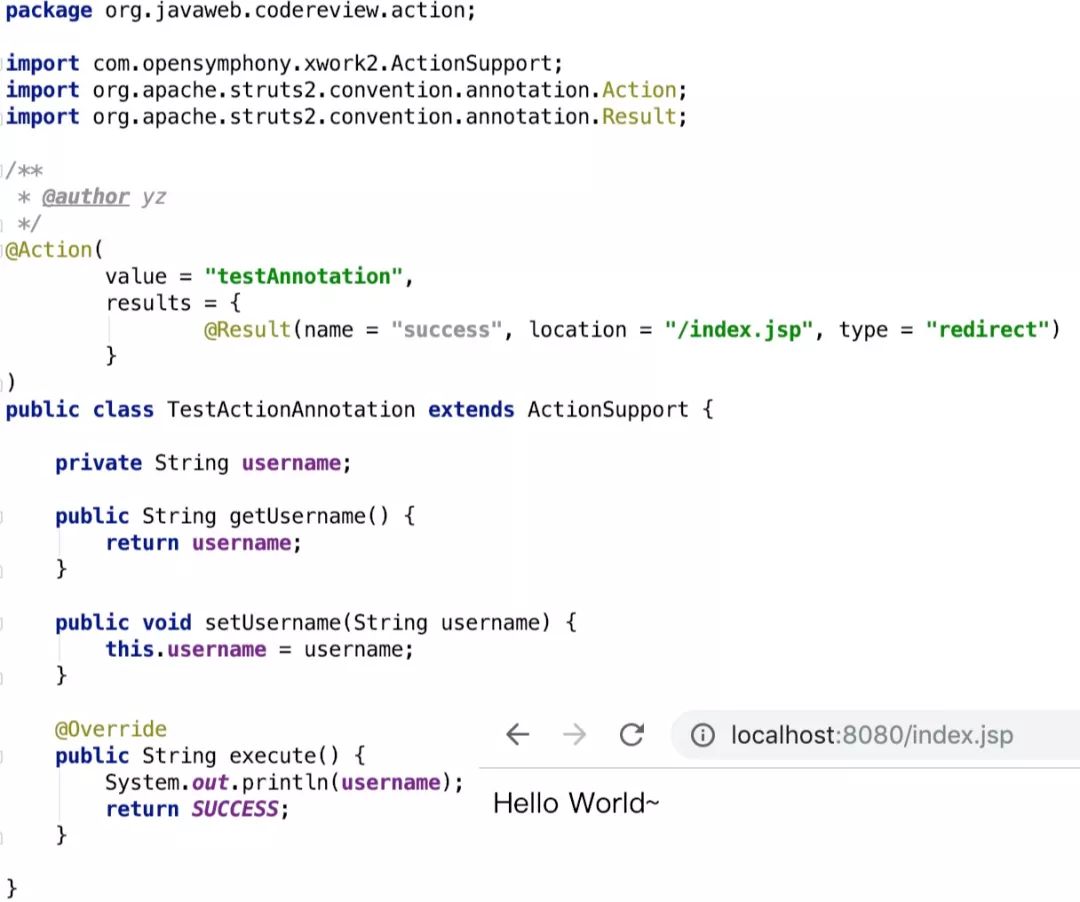 package org.javaweb.codereview.action;
import com.opensymphony.xwork2.ActionSupport;
import org.apache.struts2.convention.annotation.Action;
import org.apache.struts2.convention.annotation.Result;
/**
 * @author yz
 */
@Action(
        value = "testAnnotation",
        results = {
                @Result(name = "success", location = "/index.jsp", type = "redirect")
        }
)
public class TestActionAnnotation extends ActionSupport {
    private String username;
    public String getUsername() {
        return username;
    }
    public void setUsername(String username) {
        this.username = username;
    }
    @Override
    public String execute() {
        System.out.println(username);
        return SUCCESS;
    }
}
localhost:8080/index.jsp
Hello World~